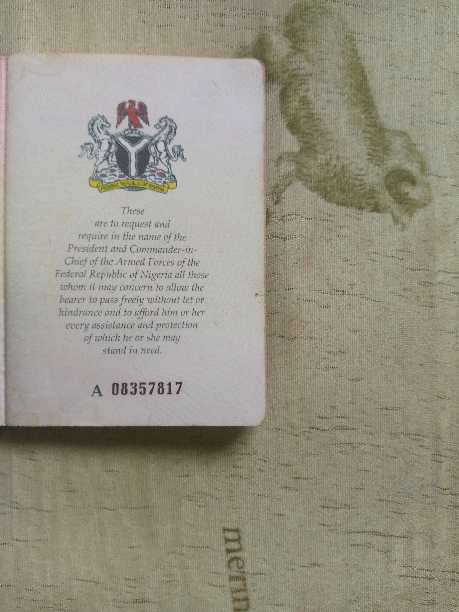 These
are to request and
require in the name of the
President and Commander-in-
Chief of the Armed Forces of the
Federal Republic of Nigeria all those
whom it may concern to allow the
bearer to pass freely without let or
hindrance and to afford him or her
every assistance and protection
of which he or she may
stand in need.
A 08357817
merin